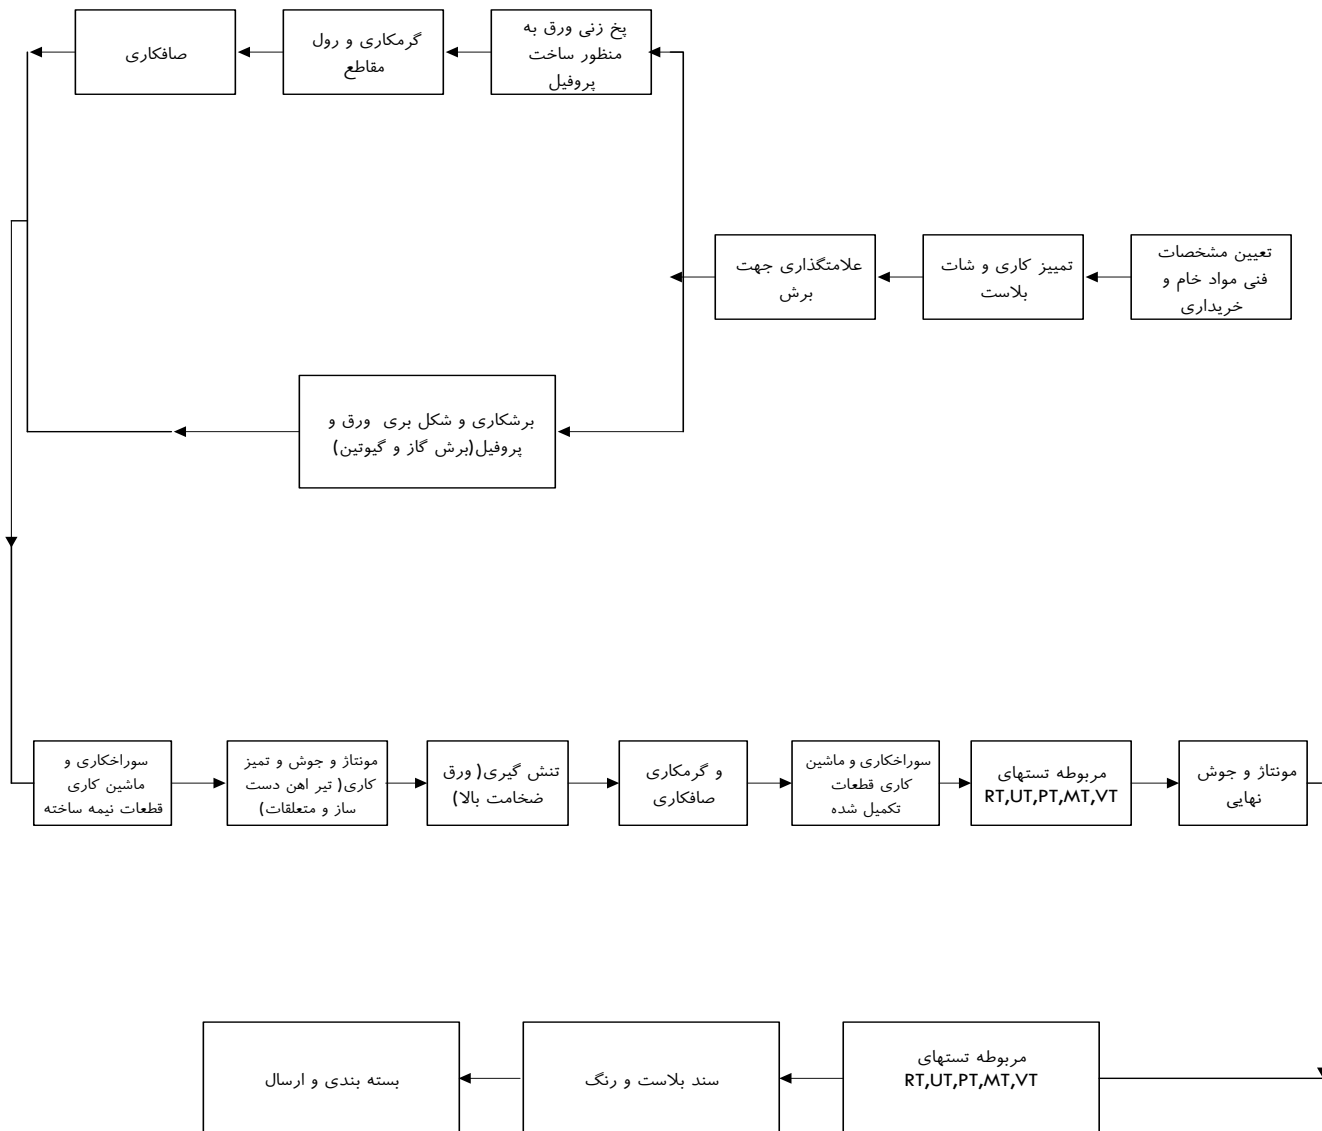 پخ زنی ورق به
منظور ساخت
پروفیل
گرمکاری و رول
مقاطع
صافکاری
تعیین مشخصات
فنی مواد خام و
خریداری
تمییز کاری و شات
بلاست
علامتگذاری جهت
برش
برشکاری و شکل بری ورق و
پروفیل(برش گاز و گیوتین)
سوراخکاری و
ماشین کاری
قطعات نیمه ساخته
مونتاژ و جوش و تمیز
کاری( تیر اهن دست
ساز و متعلقات)
تنش گیری( ورق
ضخامت بالا)
و گرمکاری
صافکاری
سوراخکاری و ماشین
کاری قطعات
تکمیل شده
مربوطه تستهای
RT,UT,PT,MT,VT
مونتاژ و جوش
نهایی
مربوطه تستهای
RT,UT,PT,MT,VT
سند بلاست و رنگ
بسته بندی و ارسال